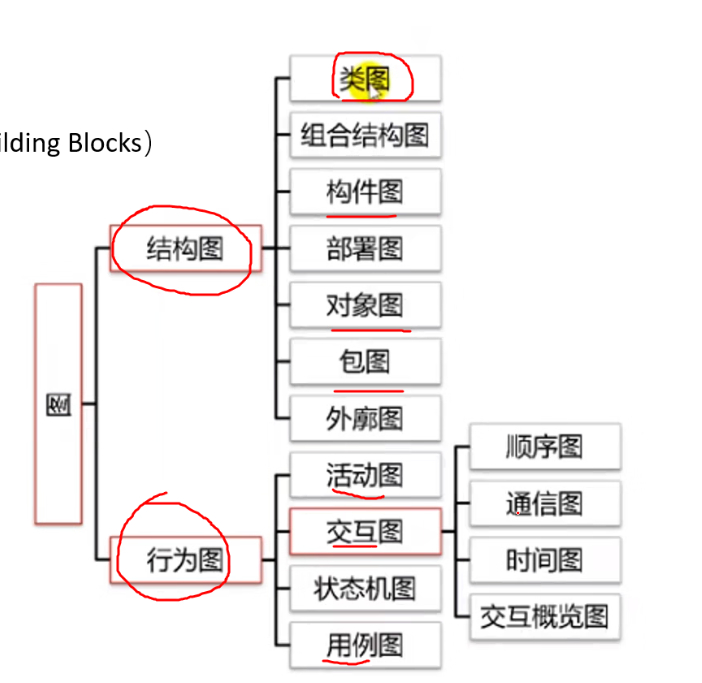 ilding Blocks）
图
结构图
类图
组合结构图
构件图
部署图
对象图
包图
外廓图
行为图
活动图
交互图
顺序图
通信图
时间图
交互概览图
状态机图
用例图